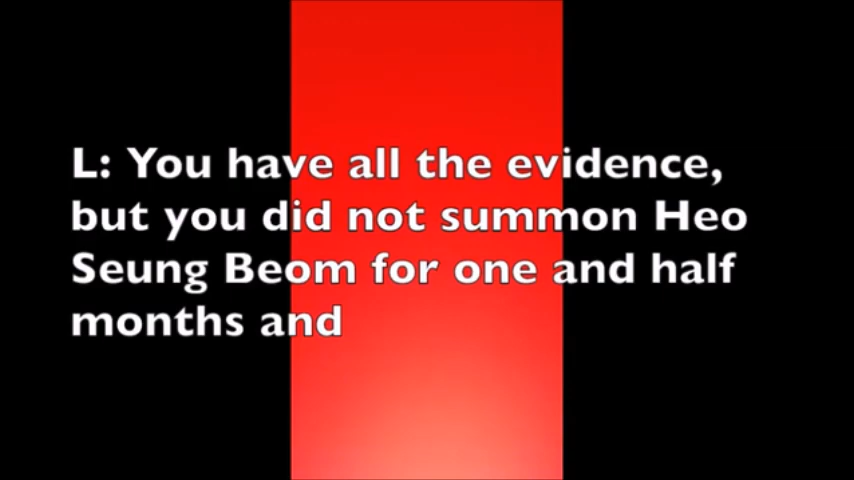 L: You have all the evidence,
but you did not summon Heo
Seung Beom for one and half
months and